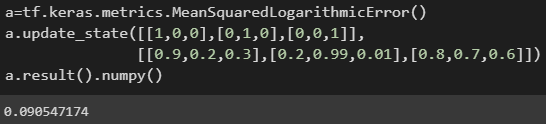 a=tf.keras.metrics.MeanSquaredLogarithmicError()
a.update_state([[1,0,0],[0,1,0],[0,0,1]],
[[0.9,0.2,0.3],[0.2,0.99,0.01],[0.8,0.7,0.6]])
a.result().numpy()
0.090547174